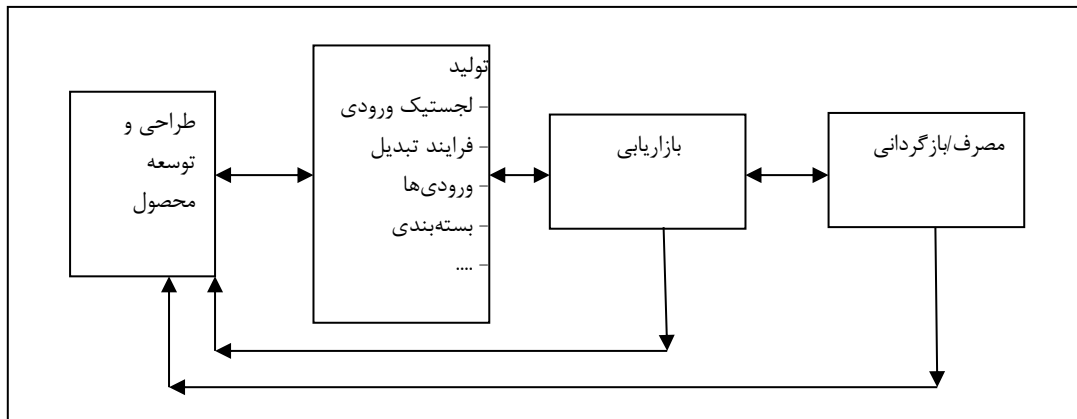 طراحی و
توسعه
محصول
تولید
لجستیک ورودی –
فرایند تبدیل –
ورودی‌ها –
بسته‌بندی –
.... –
بازاریابی
مصرف/بازگردانی